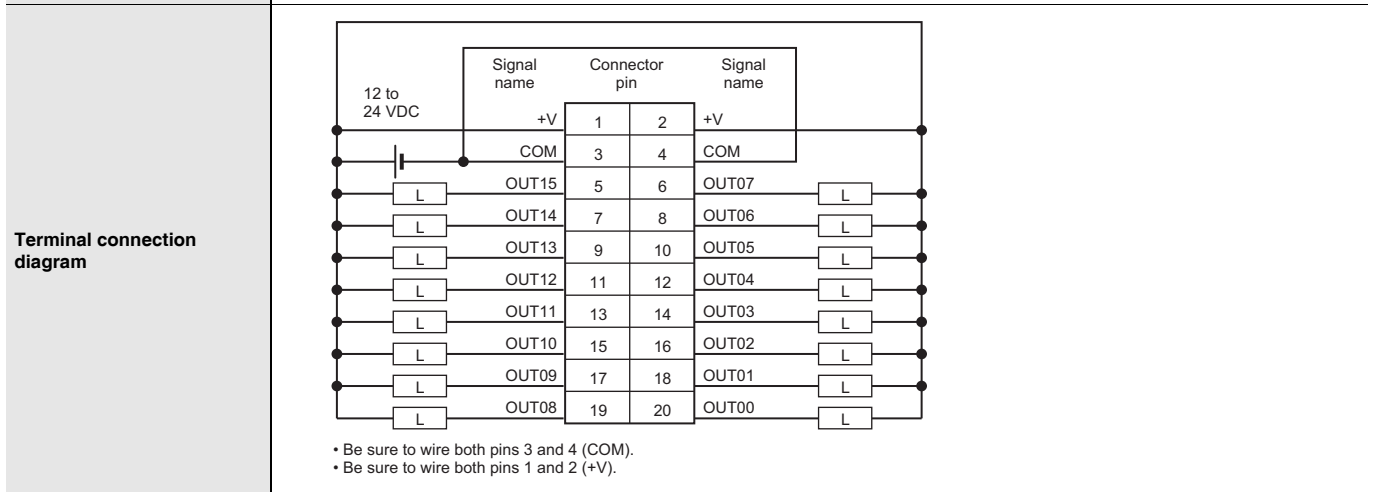 Terminal connection
diagram
Signal name Connector pin Signal name
12 to
24 VDC
+V 1 2 +V
COM 3 4 COM
L OUT15 5 6 OUT07 L
L OUT14 7 8 OUT06 L
L OUT13 9 10 OUT05 L
L OUT12 11 12 OUT04 L
L OUT11 13 14 OUT03 L
L OUT10 15 16 OUT02 L
L OUT09 17 18 OUT01 L
L OUT08 19 20 OUT00 L
• Be sure to wire both pins 3 and 4 (COM).
• Be sure to wire both pins 1 and 2 (+V).